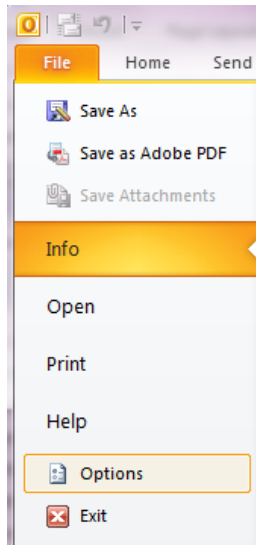 File Home Send
Save As
Save as Adobe PDF
Save Attachments
Info
Open
Print
Help
Options
Exit